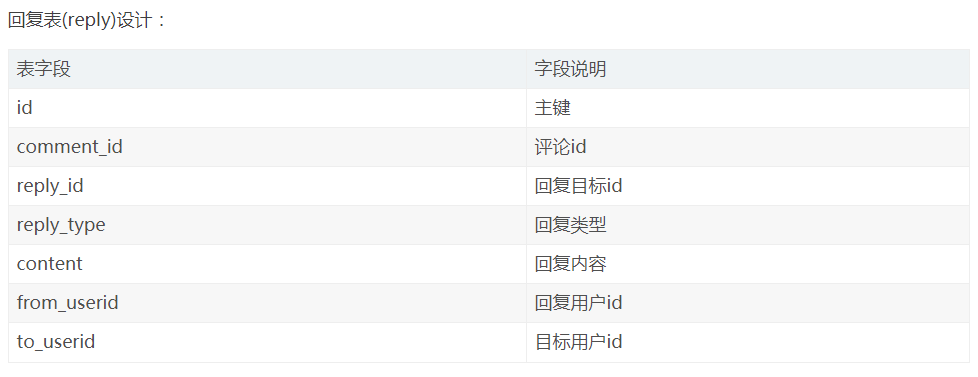 回复表(reply)设计：
表字段 字段说明
id 主键
comment_id 评论id
reply_id 回复目标id
reply_type 回复类型
content 回复内容
from_userid 回复用户id
to_userid 目标用户id